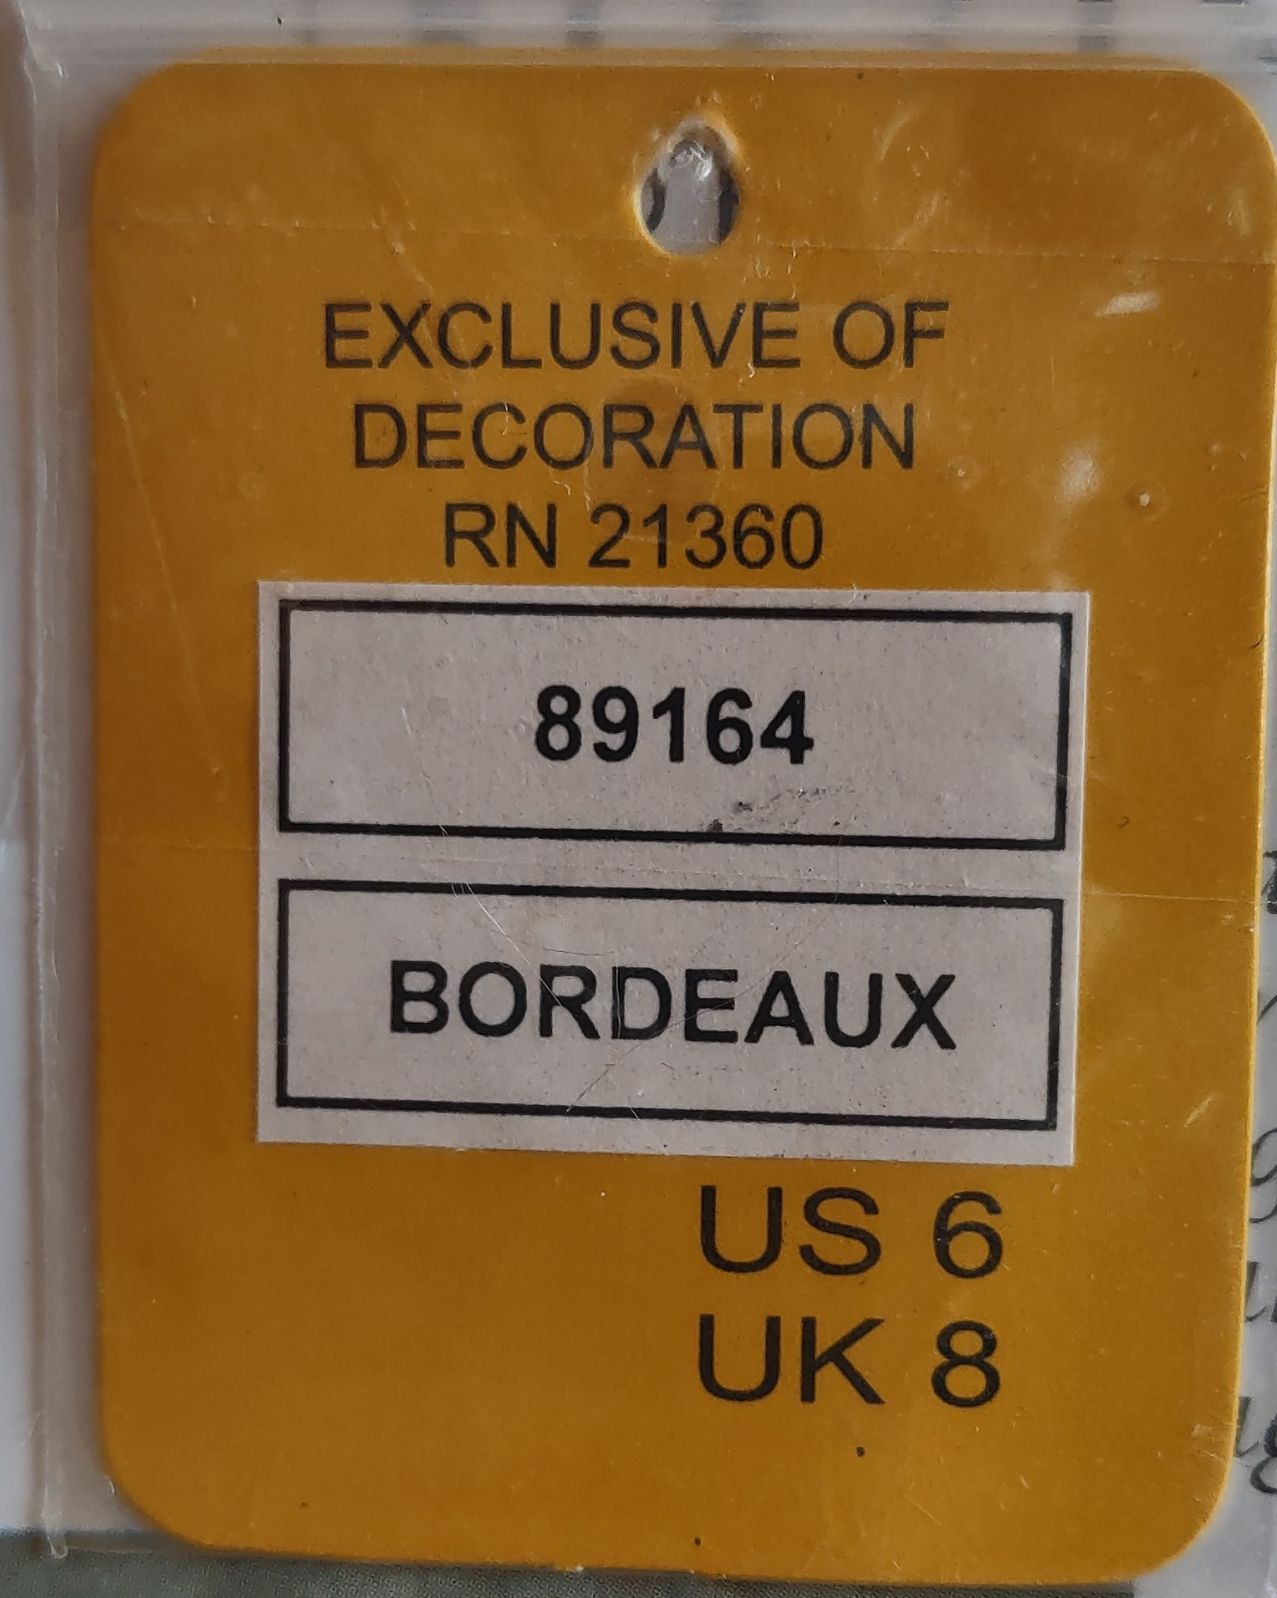 EXCLUSIVE OF
DECORATION
RN 21360
89164
BORDEAUX
US 6
UK 8